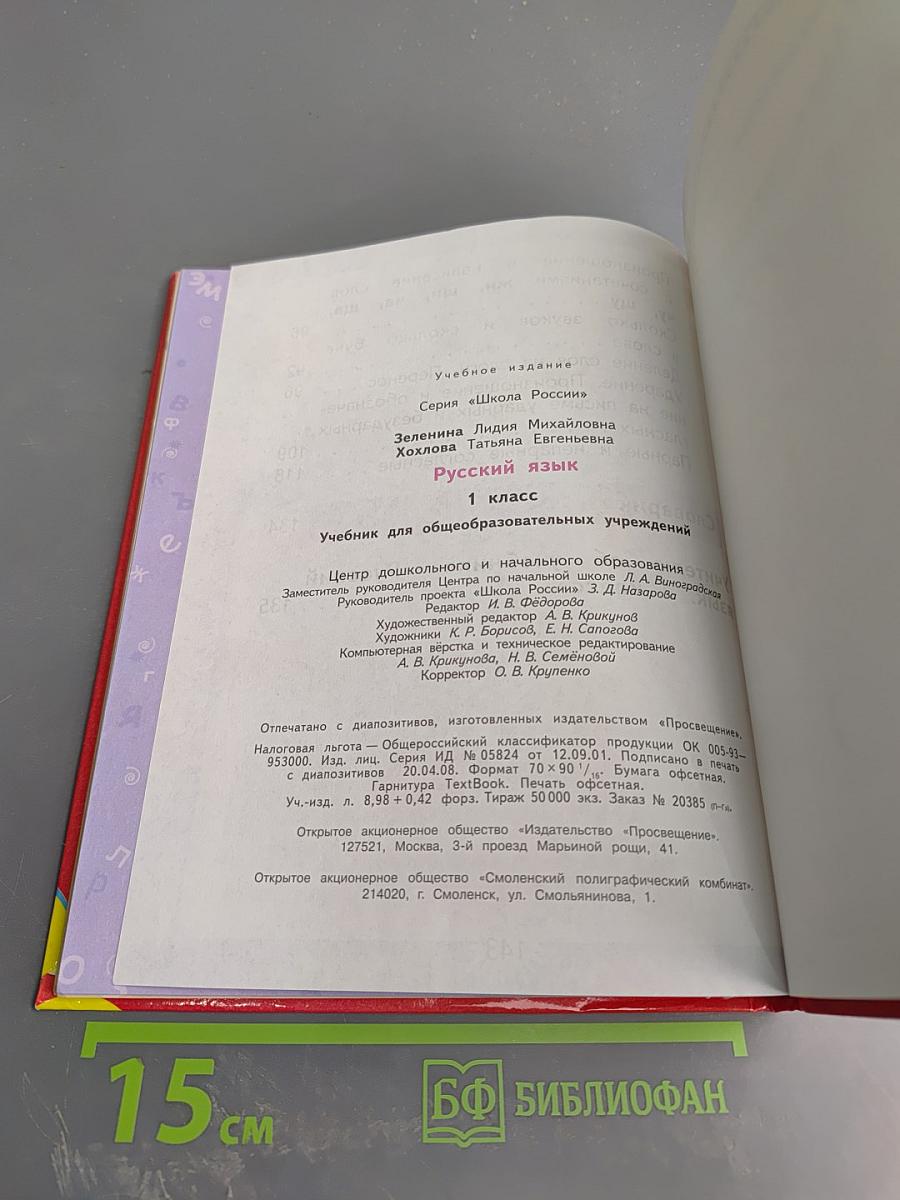 Учебное издание
Серия «Школа России»
Зеленина Лидия Михайловна
Хохлова Татьяна Евгеньевна
Русский язык
1 класс
Учебник для общеобразовательных учреждений
Центр дошкольного и начального образования
Заместитель руководителя Центра по начальной школе Л. А. Виноградская
Руководитель проекта «Школа России» З. Д. Назарова
Редактор И. В. Фёдорова
Художественный редактор А. В. Крикунов
Художники К. Р. Борисов, Е. Н. Сапогова
Компьютерная вёрстка и техническое редактирование
А. В. Крикунова, Н. В. Семёновой
Корректор О. В. Крупенко
Отпечатано с диапозитивов, изготовленных издательством «Просвещение».
Налоговая льгота — Общероссийский классификатор продукции ОК 005-93—
953000. Изд. лиц. Серия ИД № 05824 от 12.09.01. Подписано в печать
с диапозитивов 20.04.08. Формат 70×90 1/16. Бумага офсетная.
Гарнитура TextBook. Печать офсетная.
Уч.-изд. л. 8,98 + 0,42 форз. Тираж 50 000 экз. Заказ № 20385 (п-гз).
Открытое акционерное общество «Издательство «Просвещение».
127521, Москва, 3-й проезд Марьиной рощи, 41.
Открытое акционерное общество «Смоленский полиграфический комбинат».
214020, г. Смоленск, ул. Смольянинова, 1.
15 см
БФ БИБЛИОФАН